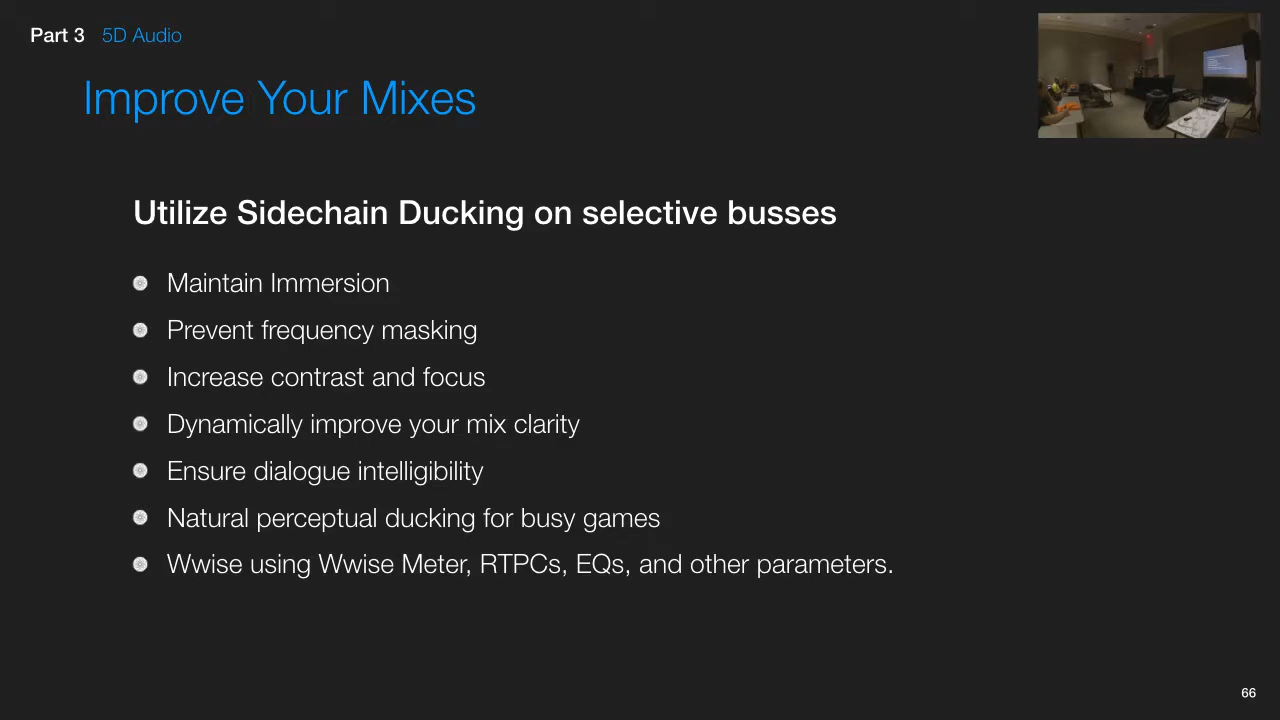 Part 3 5D Audio
Improve Your Mixes
Utilize Sidechain Ducking on selective busses
Maintain Immersion
Prevent frequency masking
Increase contrast and focus
Dynamically improve your mix clarity
Ensure dialogue intelligibility
Natural perceptual ducking for busy games
Wwise using Wwise Meter, RTPCs, EQs, and other parameters.
66